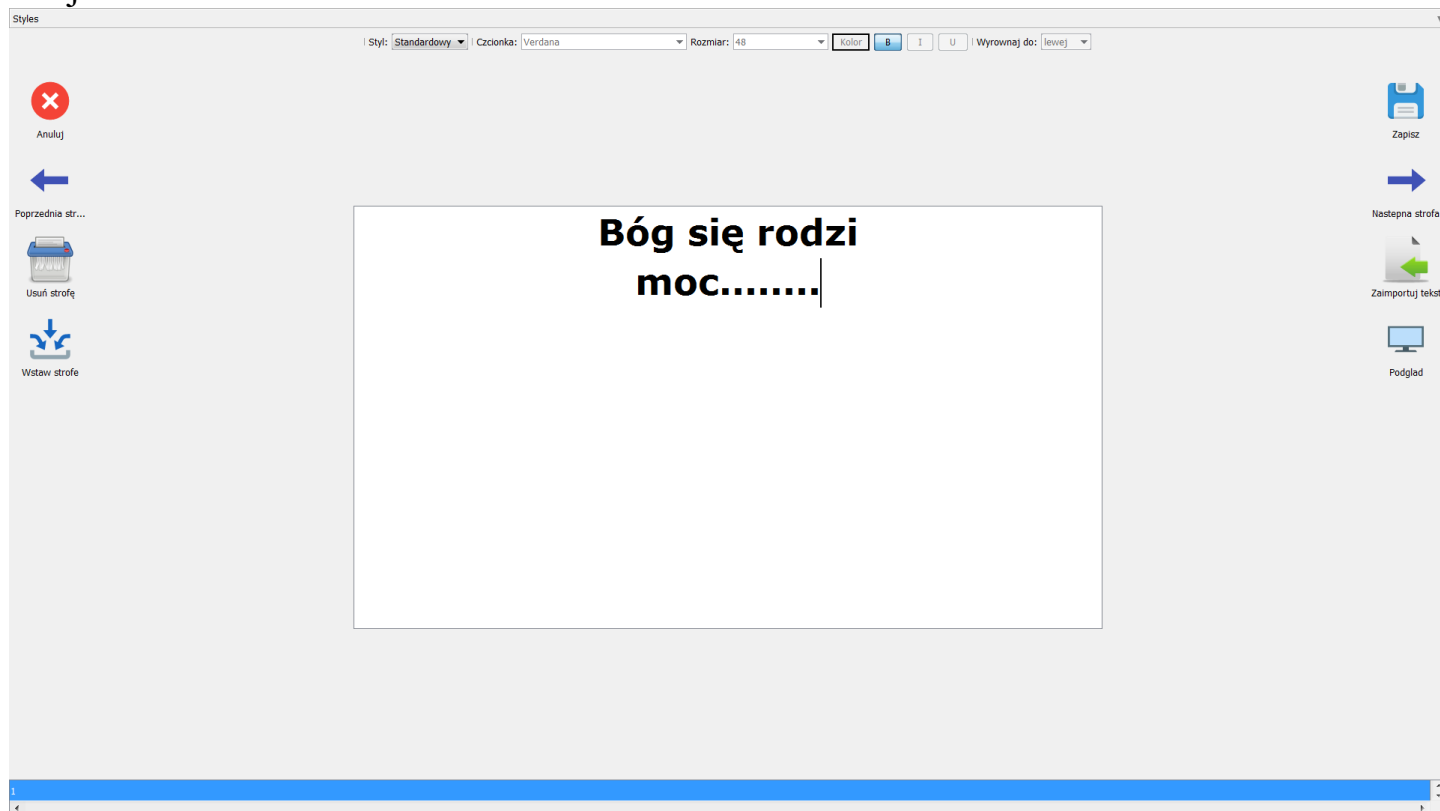 Styles
Styl: Standardowy Czcionka: Verdana Rozmiar: 48 Kolor B I U Wyrownaj do: lewej
Anuluj
Zapisz
Poprzednia str...
Nastepna strofa
Usuń strofę
Zaimportuj tekst
Wstaw strofe
Podglad
Bóg się rodzi
moc........
1